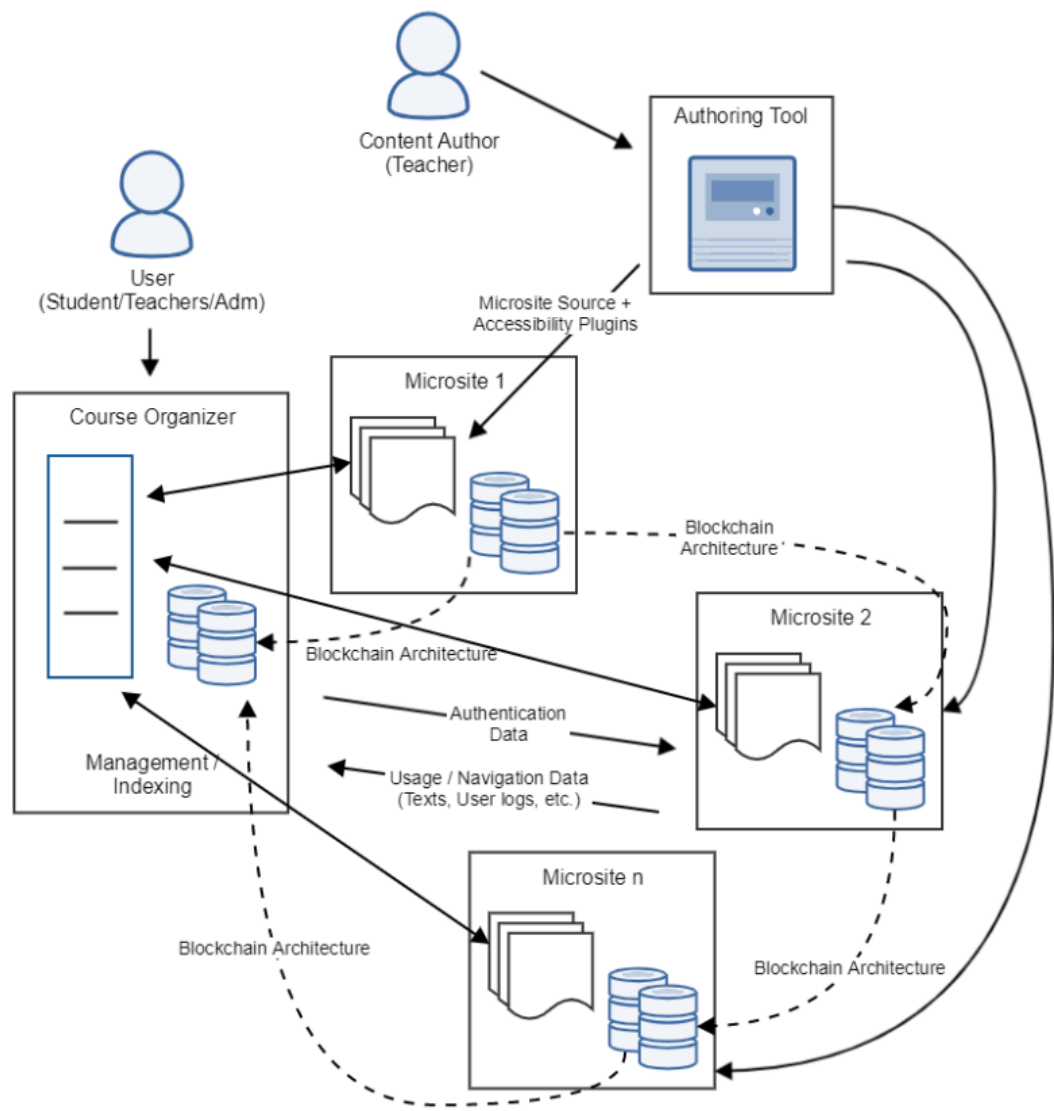 Content Author
(Teacher)
Authoring Tool
User
(Student/Teachers/Adm)
Microsite Source +
Accessibility Plugins
Microsite 1
Course Organizer
Blockchain
Architecture
Microsite 2
Blockchain Architecture
Authentication
Data
Management /
Indexing
Usage / Navigation Data
(Texts, User logs, etc.)
Microsite n
Blockchain Architecture
Blockchain Architecture